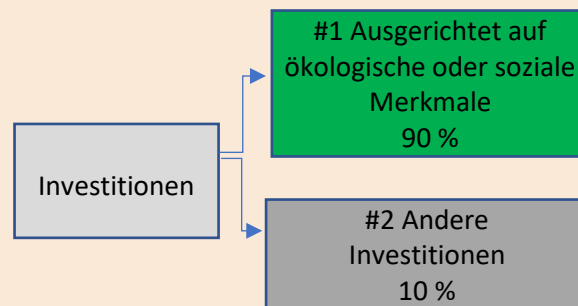 #1 Ausgerichtet auf
ökologische oder soziale
Merkmale
90 %
Investitionen
#2 Andere
Investitionen
10 %